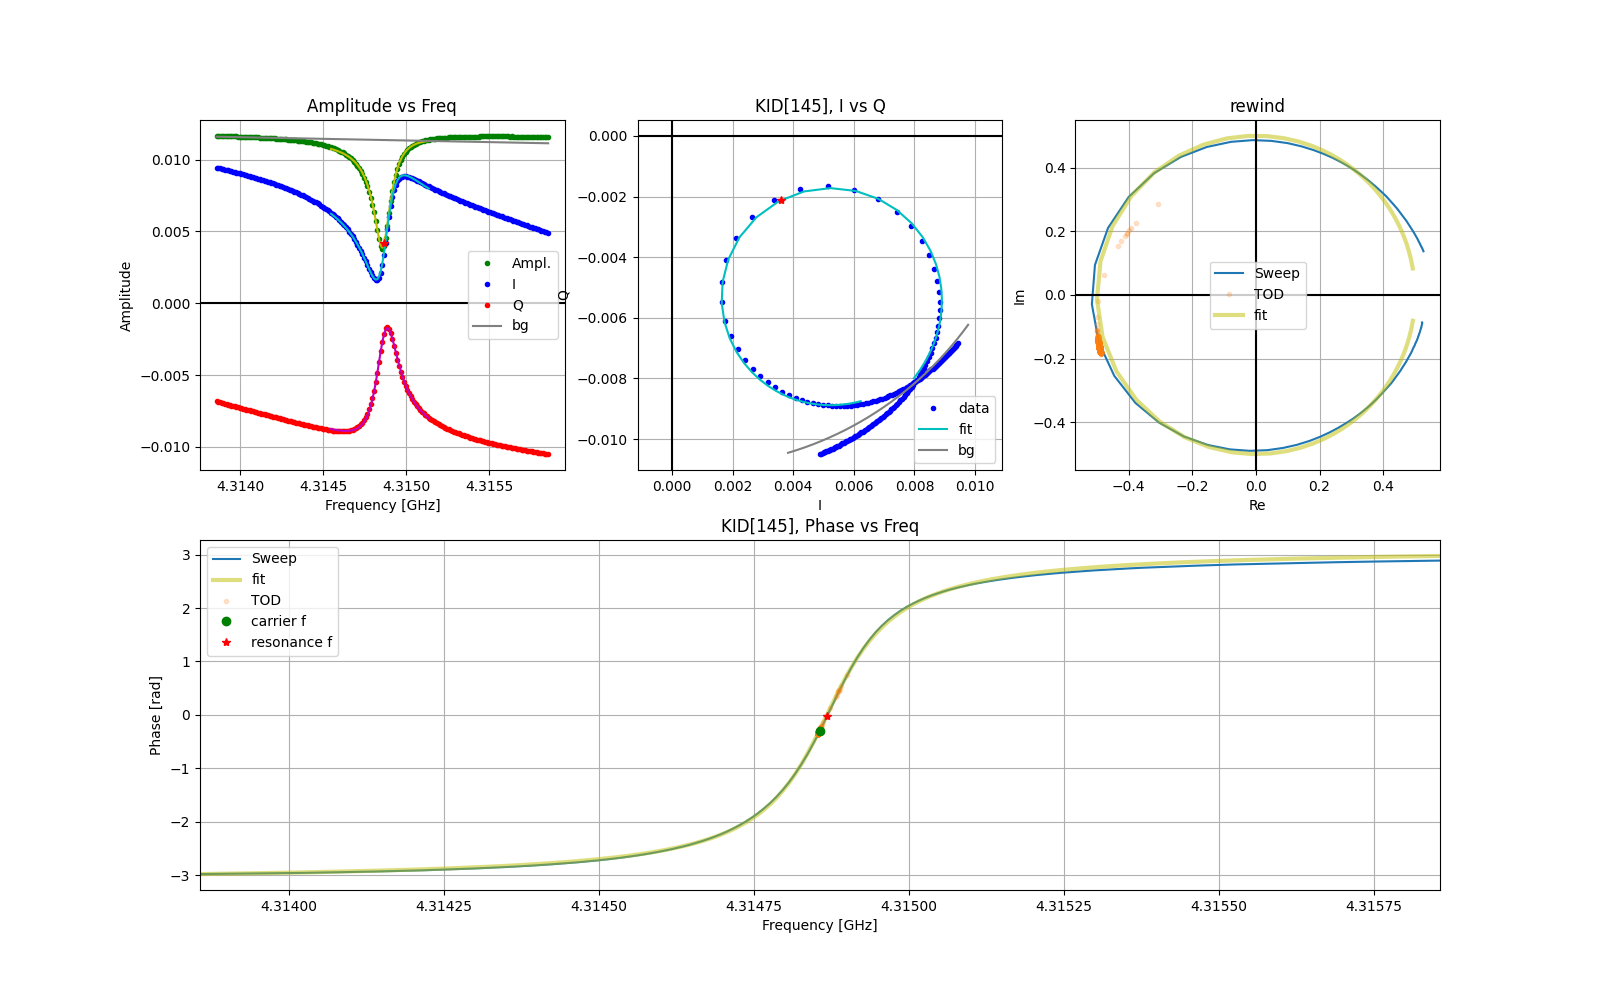 Amplitude vs Freq
0.010
0.005
0.000
−0.005
−0.010
Amplitude
Ampl.
I
Q
bg
4.3140
4.3145
4.3150
4.3155
Frequency [GHz]
KID[145], I vs Q
0.000
−0.002
−0.004
−0.006
−0.008
−0.010
Q
data
fit
bg
0.000
0.002
0.004
0.006
0.008
0.010
I
rewind
0.4
0.2
0.0
−0.2
−0.4
Im
Sweep
TOD
fit
−0.4
−0.2
0.0
0.2
0.4
Re
KID[145], Phase vs Freq
3
2
1
0
−1
−2
−3
Phase [rad]
Sweep
fit
TOD
carrier f
resonance f
4.31400
4.31425
4.31450
4.31475
4.31500
4.31525
4.31550
4.31575
Frequency [GHz]